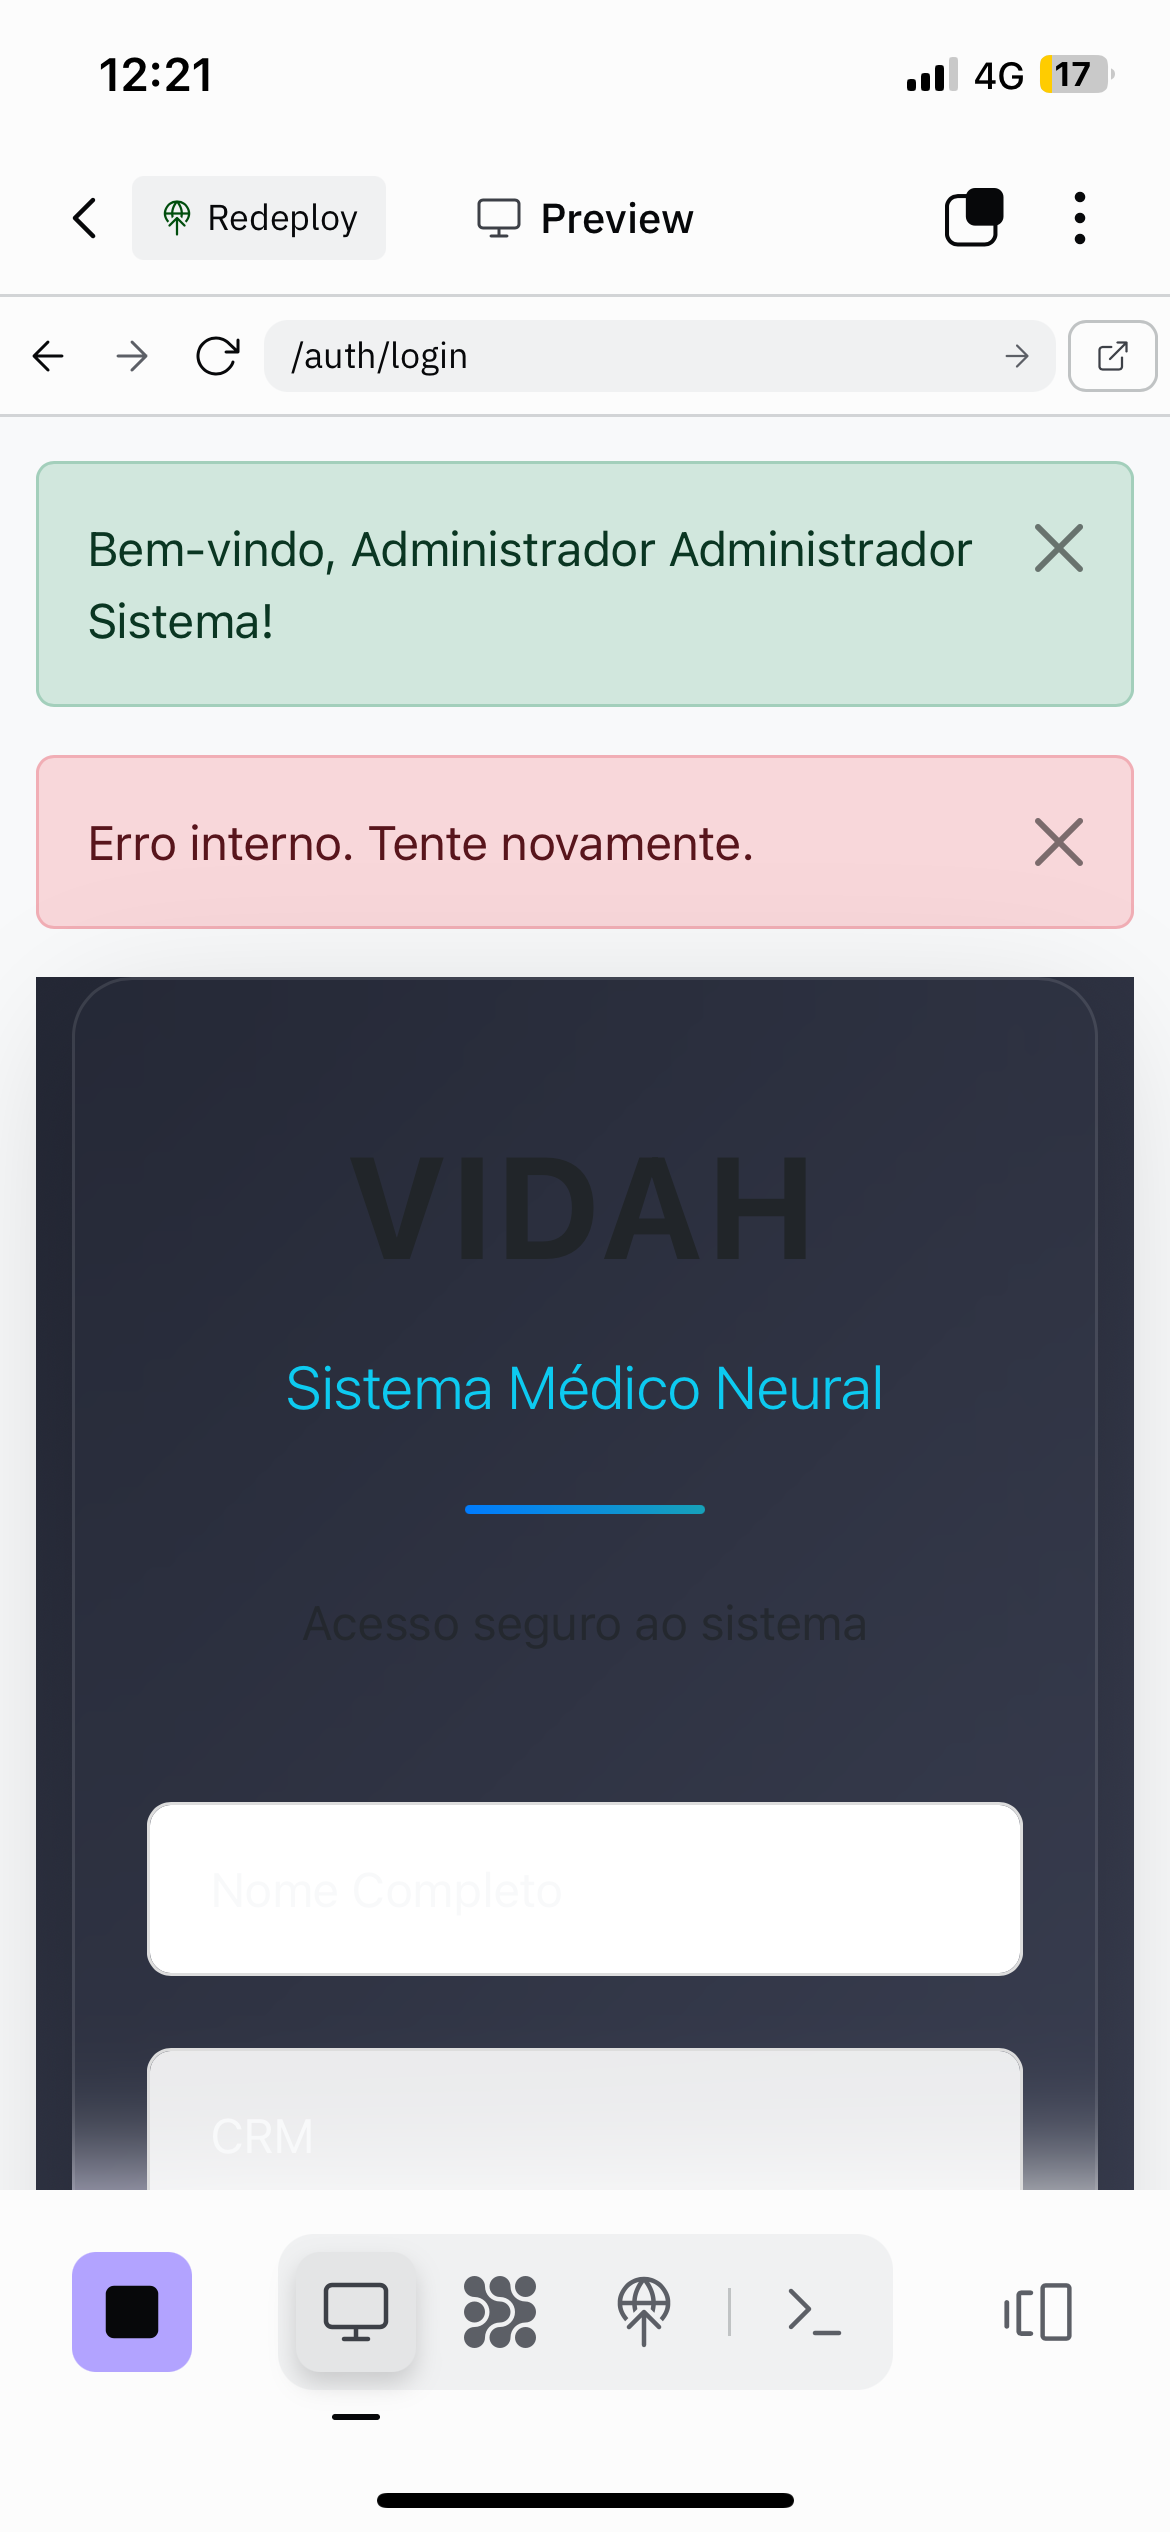 12:21
4G 17
Redeploy
Preview
/auth/login
Bem-vindo, Administrador Administrador
Sistema!
Erro interno. Tente novamente.
VIDAH
Sistema Médico Neural
Acesso seguro ao sistema
Nome Completo
CRM